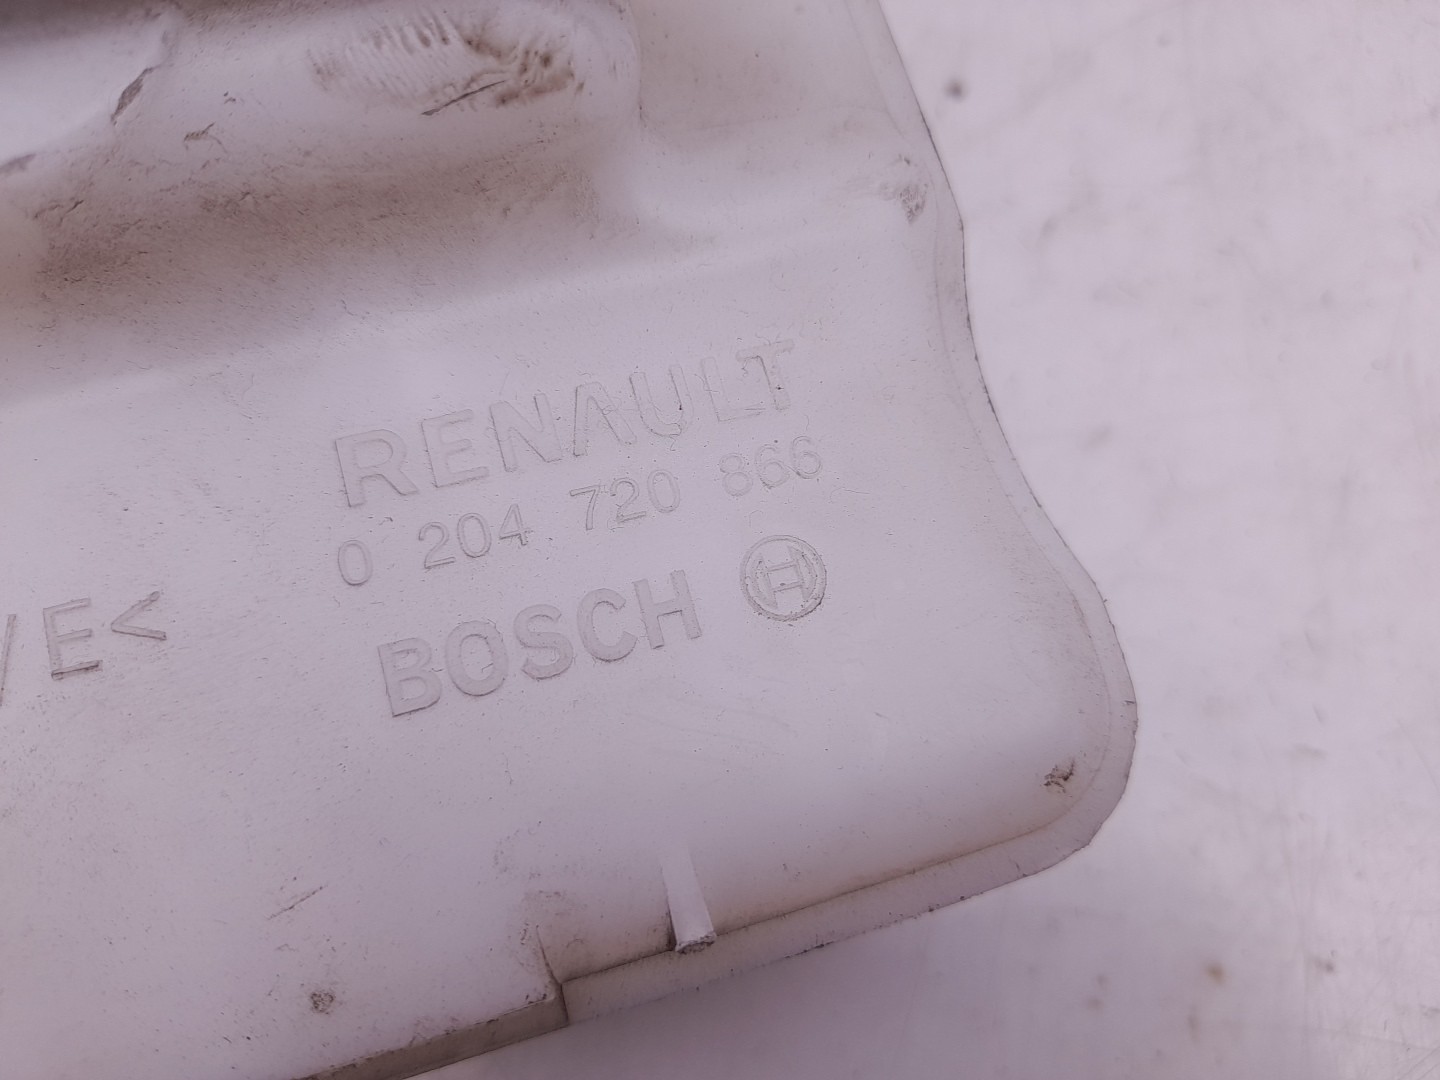 RENAULT
0 204 720 866
BOSCH
/E<